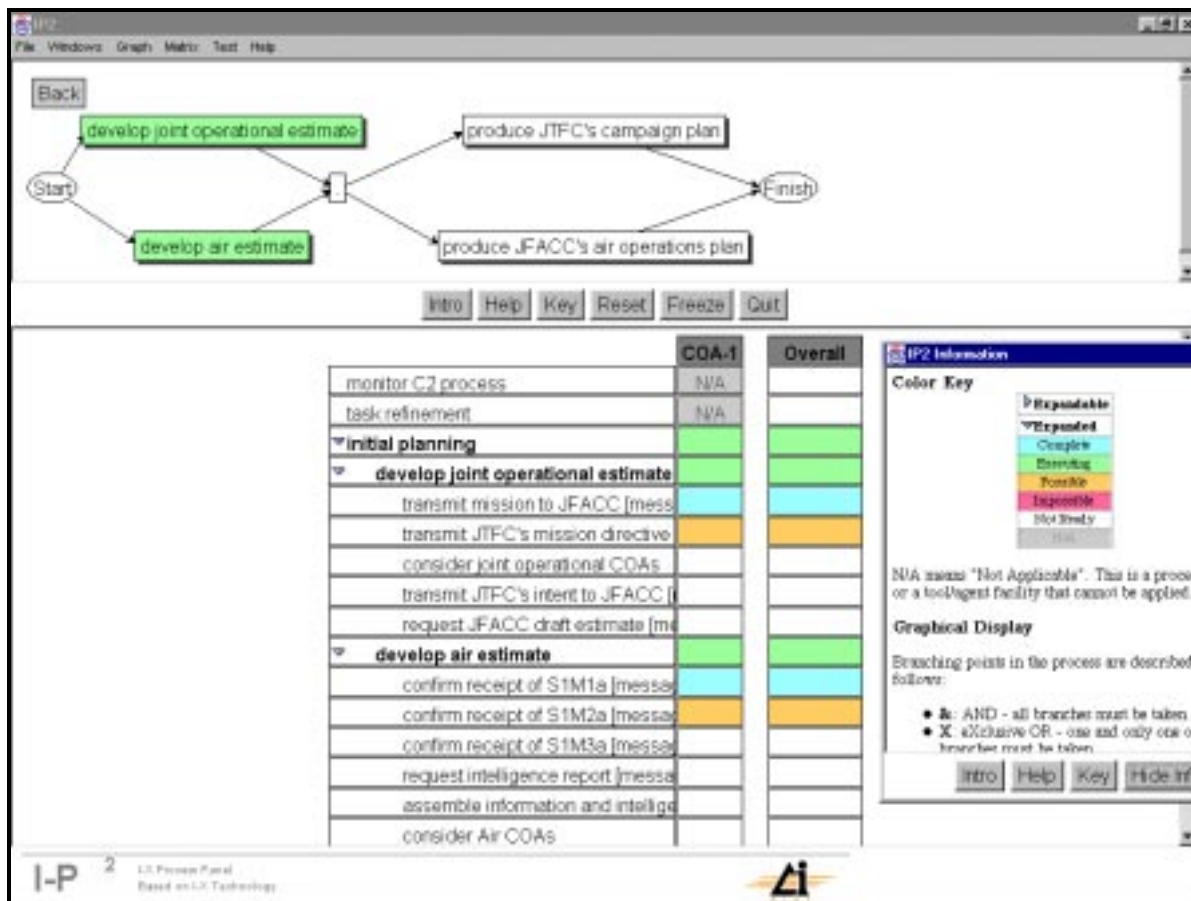 IP2
File Windows Graph Matrix Test Help
Back
develop joint operational estimate
produce JTFC's campaign plan
Start
Finish
develop air estimate
produce JFACC's air operations plan
Intro Help Key Reset Freeze Quit
COA-1 Overall
monitor C2 process N/A
task refinement N/A
initial planning
develop joint operational estimate
transmit mission to JFACC [mess
transmit JTFC's mission directive
consider joint operational COAs
transmit JTFC's intent to JFACC [
request JFACC draft estimate [me
develop air estimate
confirm receipt of S1M1a [messa
confirm receipt of S1M2a [messa
confirm receipt of S1M3a [messa
request intelligence report [messa
assemble information and intellige
consider Air COAs
IP2 Information
Color Key
Expandable
Expanded
Complete
Executing
Possible
Impossible
Not Ready
N/A
N/A means "Not Applicable". This is a proce
or a tool/agent facility that cannot be applied.
Graphical Display
Branching points in the process are described
follows:
• &: AND - all branches must be taken
• X: eXclusive OR - one and only one o
branches must be taken
Intro Help Key Hide Inf
I-P 2
I-X Process Panel
Based on I-X Technology